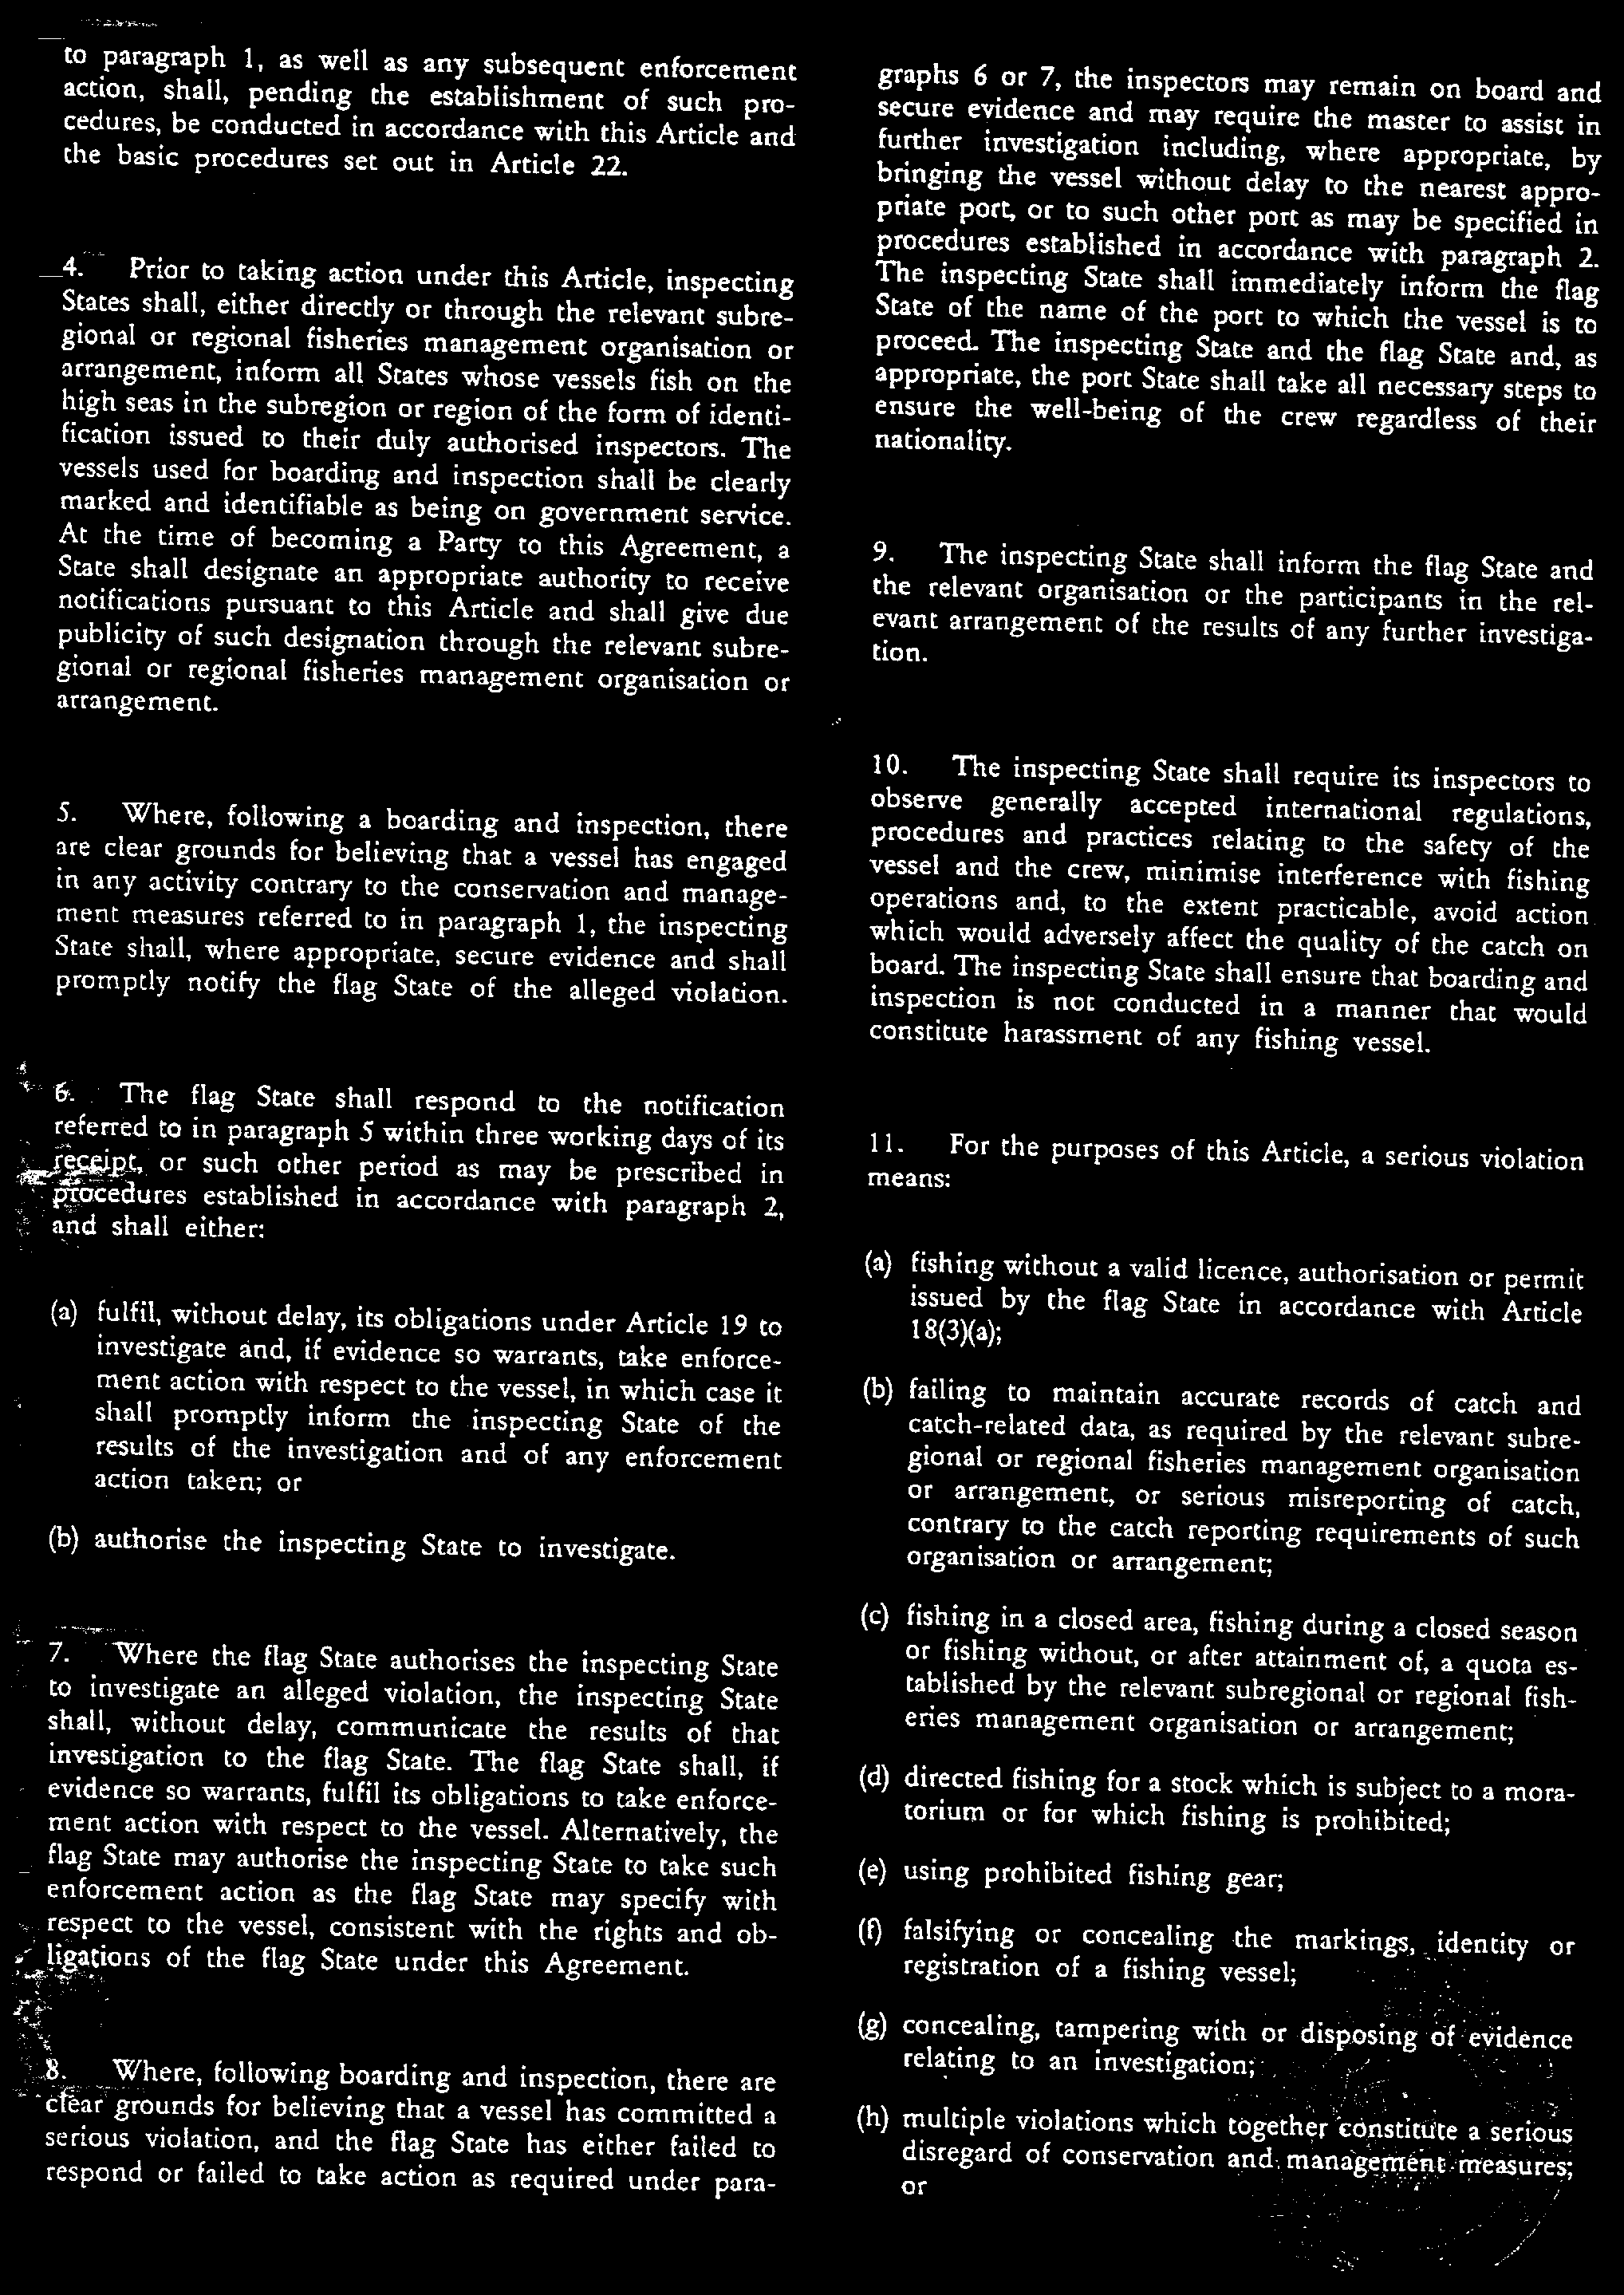 to paragraph 1, as well as any subsequent enforcement
action, shall, pending the establishment of such pro-
cedures, be conducted in accordance with this Article and
the basic procedures set out in Article 22.
4. Prior to taking action under this Article, inspecting
States shall, either directly or through the relevant subre-
gional or regional fisheries management organisation or
arrangement, inform all States whose vessels fish on the
high seas in the subregion or region of the form of identi-
fication issued to their duly authorised inspectors. The
vessels used for boarding and inspection shall be clearly
marked and identifiable as being on government service.
At the time of becoming a Party to this Agreement, a
State shall designate an appropriate authority to receive
notifications pursuant to this Article and shall give due
publicity of such designation through the relevant subre-
gional or regional fisheries management organisation or
arrangement.
5. Where, following a boarding and inspection, there
are clear grounds for believing that a vessel has engaged
in any activity contrary to the conservation and manage-
ment measures referred to in paragraph 1, the inspecting
State shall, where appropriate, secure evidence and shall
promptly notify the flag State of the alleged violation.
6. The flag State shall respond to the notification
referred to in paragraph 5 within three working days of its
receipt, or such other period as may be prescribed in
procedures established in accordance with paragraph 2,
and shall either:
(a) fulfil, without delay, its obligations under Article 19 to
investigate and, if evidence so warrants, take enforce-
ment action with respect to the vessel, in which case it
shall promptly inform the inspecting State of the
results of the investigation and of any enforcement
action taken; or
(b) authorise the inspecting State to investigate.
7. Where the flag State authorises the inspecting State
to investigate an alleged violation, the inspecting State
shall, without delay, communicate the results of that
investigation to the flag State. The flag State shall, if
evidence so warrants, fulfil its obligations to take enforce-
ment action with respect to the vessel. Alternatively, the
flag State may authorise the inspecting State to take such
enforcement action as the flag State may specify with
respect to the vessel, consistent with the rights and ob-
ligations of the flag State under this Agreement.
8. Where, following boarding and inspection, there are
clear grounds for believing that a vessel has committed a
serious violation, and the flag State has either failed to
respond or failed to take action as required under para-
graphs 6 or 7, the inspectors may remain on board and
secure evidence and may require the master to assist in
further investigation including, where appropriate, by
bringing the vessel without delay to the nearest appro-
priate port, or to such other port as may be specified in
procedures established in accordance with paragraph 2.
The inspecting State shall immediately inform the flag
State of the name of the port to which the vessel is to
proceed. The inspecting State and the flag State and, as
appropriate, the port State shall take all necessary steps to
ensure the well-being of the crew regardless of their
nationality.
9. The inspecting State shall inform the flag State and
the relevant organisation or the participants in the rel-
evant arrangement of the results of any further investiga-
tion.
10. The inspecting State shall require its inspectors to
observe generally accepted international regulations,
procedures and practices relating to the safety of the
vessel and the crew, minimise interference with fishing
operations and, to the extent practicable, avoid action
which would adversely affect the quality of the catch on
board. The inspecting State shall ensure that boarding and
inspection is not conducted in a manner that would
constitute harassment of any fishing vessel.
11. For the purposes of this Article, a serious violation
means:
(a) fishing without a valid licence, authorisation or permit
issued by the flag State in accordance with Article
18(3)(a);
(b) failing to maintain accurate records of catch and
catch-related data, as required by the relevant subre-
gional or regional fisheries management organisation
or arrangement, or serious misreporting of catch,
contrary to the catch reporting requirements of such
organisation or arrangement;
(c) fishing in a closed area, fishing during a closed season
or fishing without, or after attainment of, a quota es-
tablished by the relevant subregional or regional fish-
eries management organisation or arrangement;
(d) directed fishing for a stock which is subject to a mora-
torium or for which fishing is prohibited;
(e) using prohibited fishing gear;
(f) falsifying or concealing the markings, identity or
registration of a fishing vessel;
(g) concealing, tampering with or disposing of evidence
relating to an investigation;
(h) multiple violations which together constitute a serious
disregard of conservation and management measures;
or